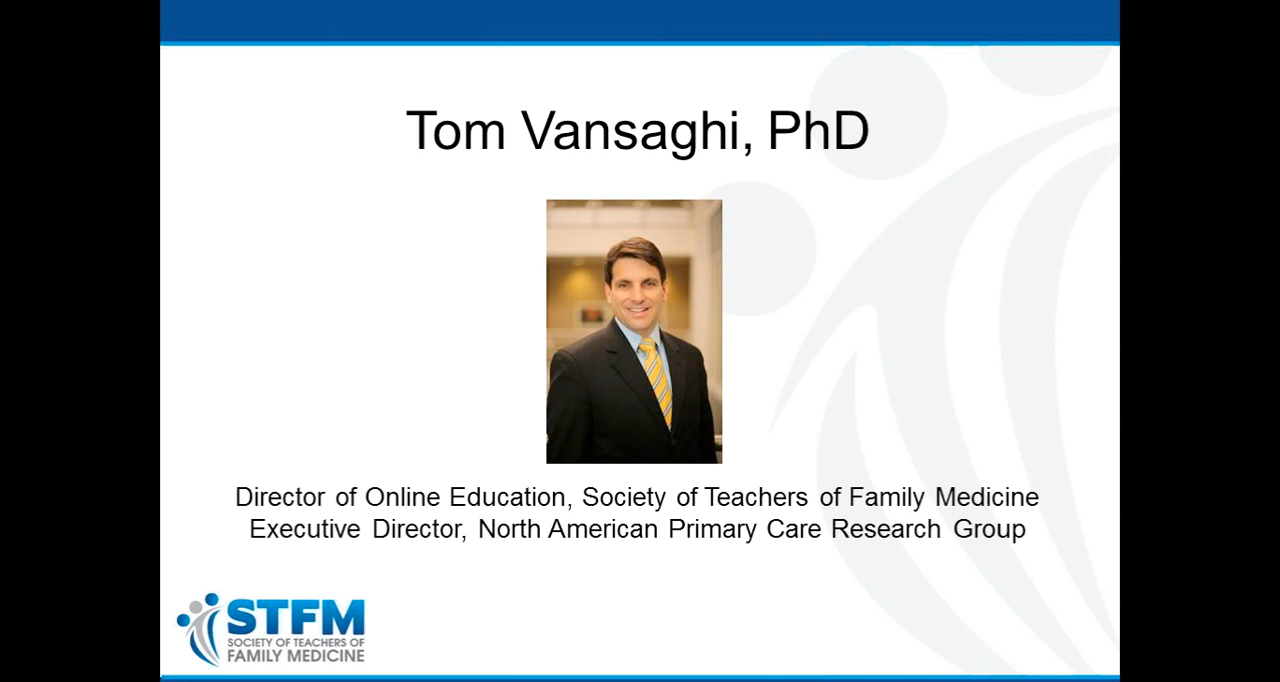 Tom Vansaghi, PhD
Director of Online Education, Society of Teachers of Family Medicine
Executive Director, North American Primary Care Research Group
STFM
SOCIETY OF TEACHERS OF
FAMILY MEDICINE